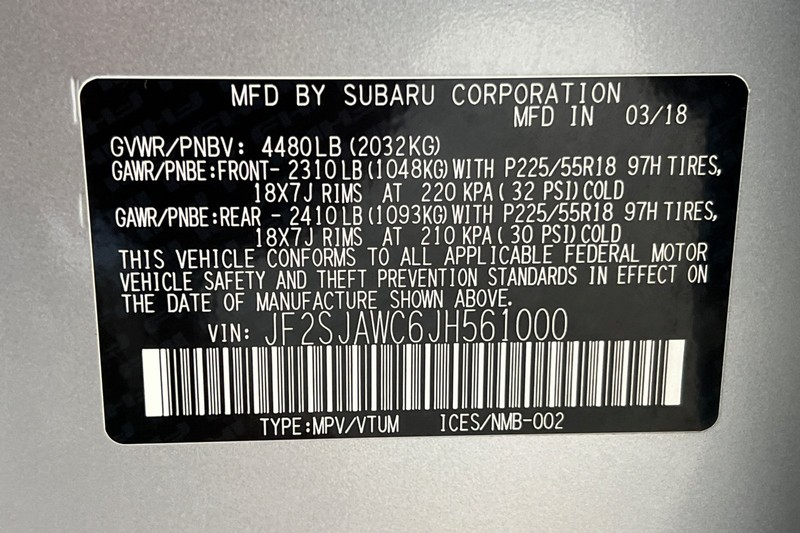 MFD BY SUBARU CORPORATION
MFD IN 03/18
GVWR/PNBV: 4480LB(2032KG)
GAWR/PNBE:FRONT- 2310LB(1048KG)WITH P225/55R18 97H TIRES,
18X7J RIMS AT 220 KPA(32 PSI)COLD
GAWR/PNBE:REAR - 2410LB(1093KG)WITH P225/55R18 97H TIRES,
18X7J RIMS AT 210 KPA(30 PSI)COLD
THIS VEHICLE CONFORMS TO ALL APPLICABLE FEDERAL MOTOR
VEHICLE SAFETY AND THEFT PREVENTION STANDARDS IN EFFECT ON
THE DATE OF MANUFACTURE SHOWN ABOVE.
VIN: JF2SJAWC6JH561000
TYPE:MPV/VTUM ICES/NMB-002